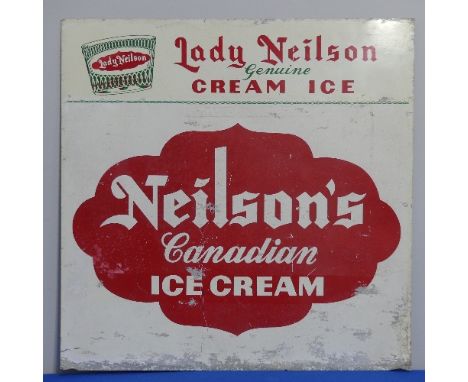 Lady Neilson
Lady Neilson
Genuine
CREAM ICE
Neilson's
Canadian
ICE CREAM